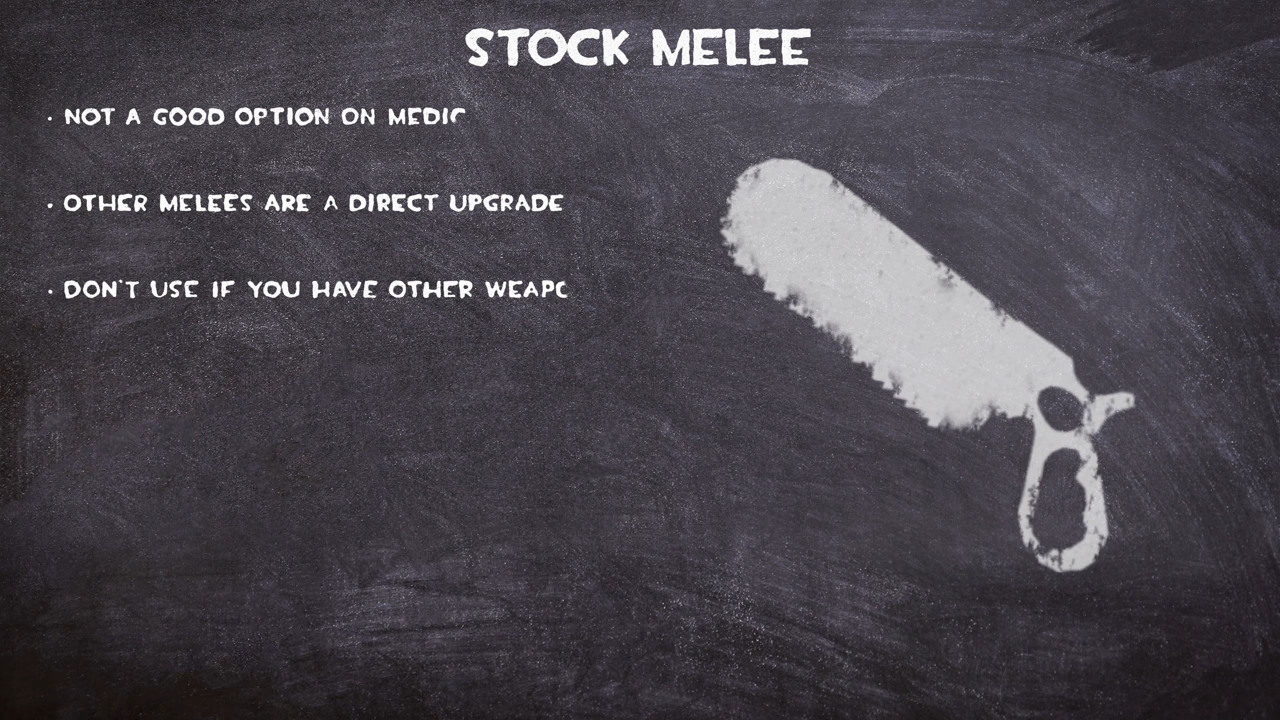 STOCK MELEE
· NOT A GOOD OPTION ON MEDIC
· OTHER MELEES ARE A DIRECT UPGRADE
· DON'T USE IF YOU HAVE OTHER